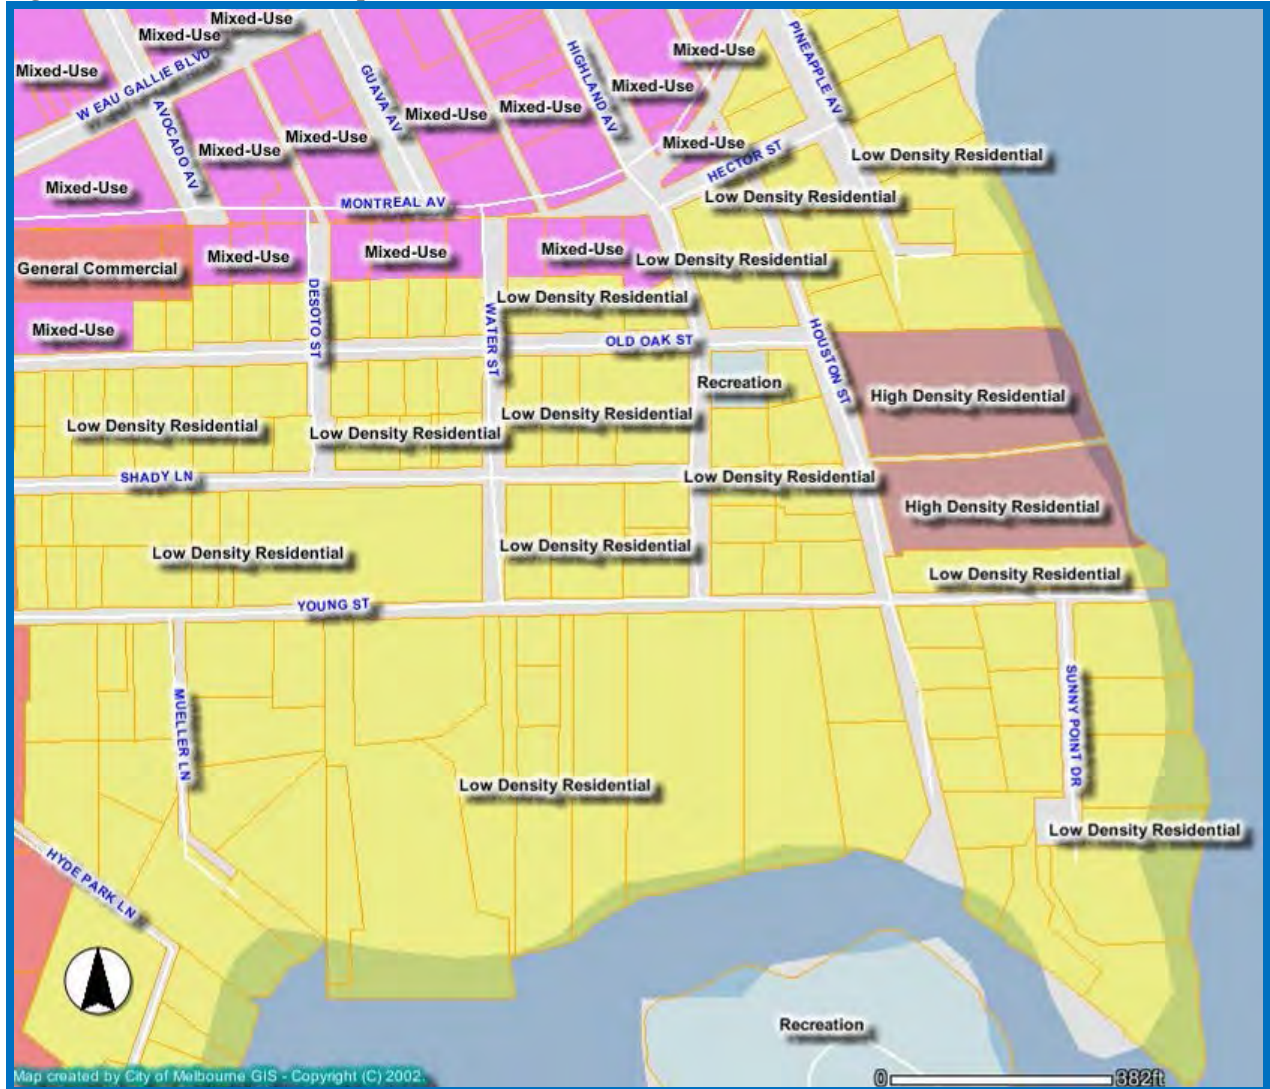 Mixed-Use
Mixed-Use
Mixed-Use
Mixed-Use
W EAU GALLIE BLVD
GUAVA AV
HIGHLAND AV
PINEAPPLE AV
Mixed-Use
AVOCADO AV
Mixed-Use
Mixed-Use
Mixed-Use
Mixed-Use
Mixed-Use
HECTOR ST
Low Density Residential
Mixed-Use
MONTREAL AV
Low Density Residential
General Commercial
Mixed-Use
Mixed-Use
Mixed-Use
Low Density Residential
Low Density Residential
Mixed-Use
DESOTO ST
WATER ST
OLD OAK ST
HOUSTON ST
Recreation
High Density Residential
Low Density Residential
Low Density Residential
Low Density Residential
SHADY LN
Low Density Residential
High Density Residential
Low Density Residential
Low Density Residential
Low Density Residential
YOUNG ST
MUELLER LN
SUNNY POINT DR
Low Density Residential
Low Density Residential
HYDE PARK LN
Recreation
Map created by City of Melbourne GIS - Copyright (C) 2002.
0 382ft